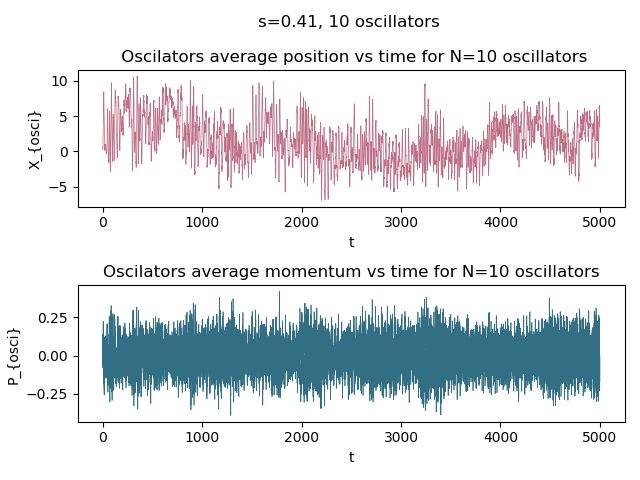 s=0.41, 10 oscillators
Oscilators average position vs time for N=10 oscillators
X_{osci}
10
5
0
−5
0 1000 2000 3000 4000 5000
t
Oscilators average momentum vs time for N=10 oscillators
P_{osci}
0.25
0.00
−0.25
0 1000 2000 3000 4000 5000
t